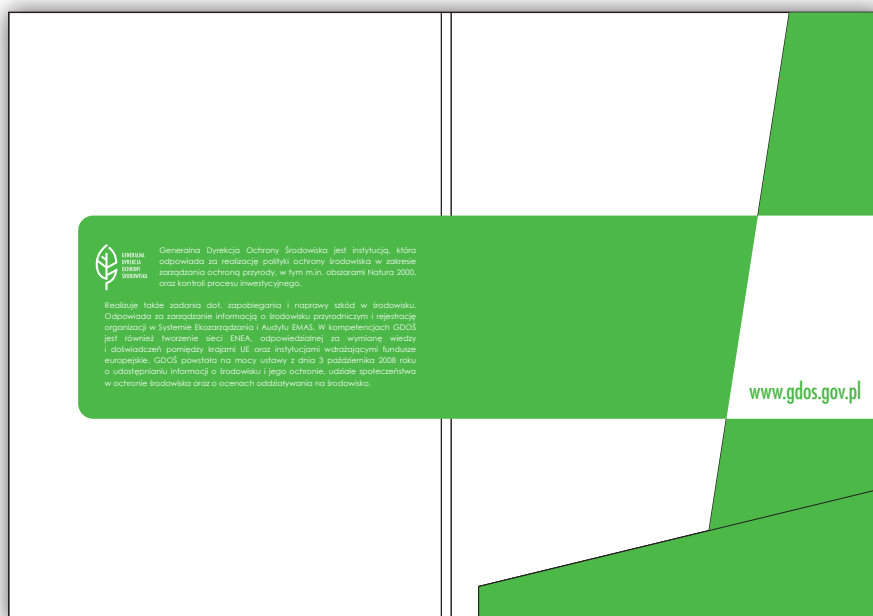 GENERALNA
DYREKCJA
OCHRONY
ŚRODOWISKA
Generalna Dyrekcja Ochrony Środowiska jest instytucją, która
odpowiada za realizację polityki ochrony środowiska w zakresie
zarządzania ochroną przyrody, w tym m.in. obszarami Natura 2000,
oraz kontroli procesu inwestycyjnego.
Realizuje także zadania dot. zapobiegania i naprawy szkód w środowisku.
Odpowiada za zarządzanie informacją o środowisku przyrodniczym i rejestrację
organizacji w Systemie Ekozarządzania i Audytu EMAS. W kompetencjach GDOŚ
jest również tworzenie sieci ENEA, odpowiedzialnej za wymianę wiedzy
i doświadczeń pomiędzy krajami UE oraz instytucjami wdrażającymi fundusze
europejskie. GDOŚ powstała na mocy ustawy z dnia 3 października 2008 roku
o udostępnianiu informacji o środowisku i jego ochronie, udziale społeczeństwa
w ochronie środowiska oraz o ocenach oddziaływania na środowisko.
www.gdos.gov.pl